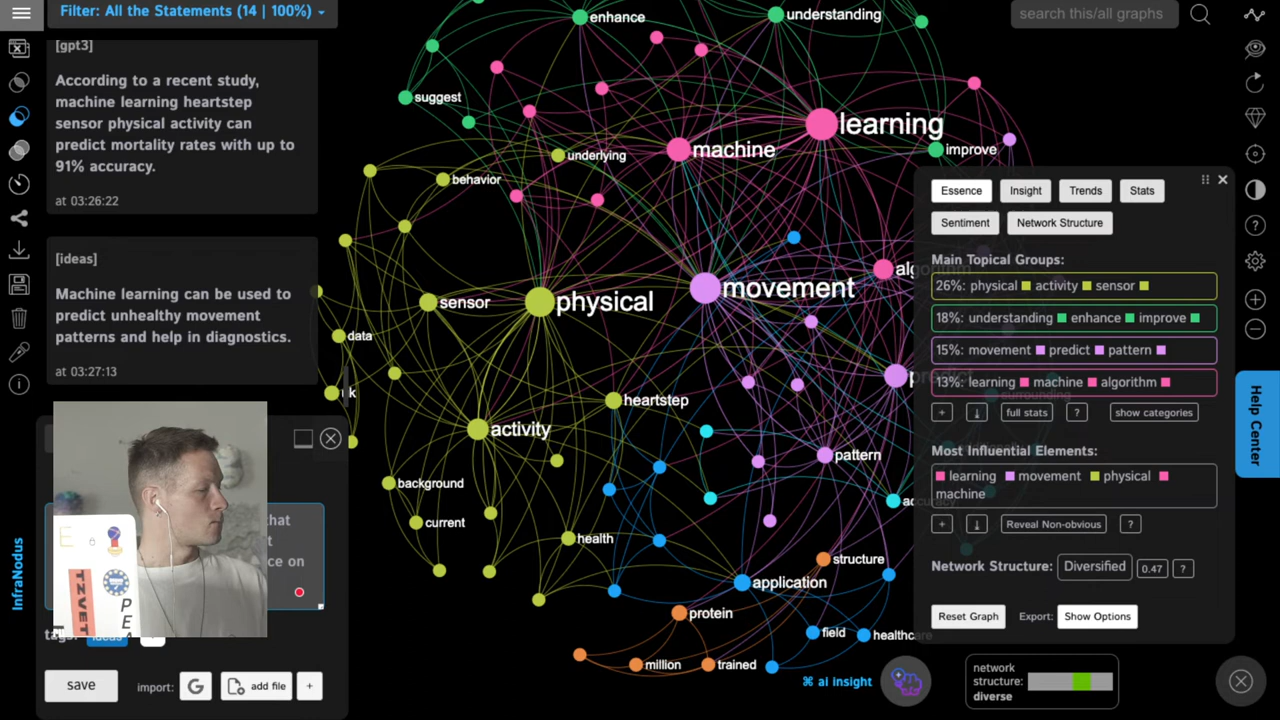 Filter: All the Statements (14 | 100%)
search this/all graphs
[gpt3]
According to a recent study,
machine learning heartstep
sensor physical activity can
predict mortality rates with up to
91% accuracy.
at 03:26:22
[ideas]
Machine learning can be used to
predict unhealthy movement
patterns and help in diagnostics.
at 03:27:13
that
ce on
tags:
ideas
save
import:
add file
+
InfraNodus
TZVET
enhance
understanding
suggest
learning
machine
improve
underlying
behavior
physical
movement
sensor
data
heartstep
activity
pattern
background
current
health
structure
application
protein
field
healthcare
million
trained
Essence
Insight
Trends
Stats
Sentiment
Network Structure
Main Topical Groups:
26%: physical activity sensor
18%: understanding enhance improve
15%: movement predict pattern
13%: learning machine algorithm
+
full stats
?
show categories
Most Influential Elements:
learning movement physical
machine
+
Reveal Non-obvious
?
Network Structure:
Diversified
0.47
?
Reset Graph
Export:
Show Options
⌘ ai insight
network
structure:
diverse
Help Center